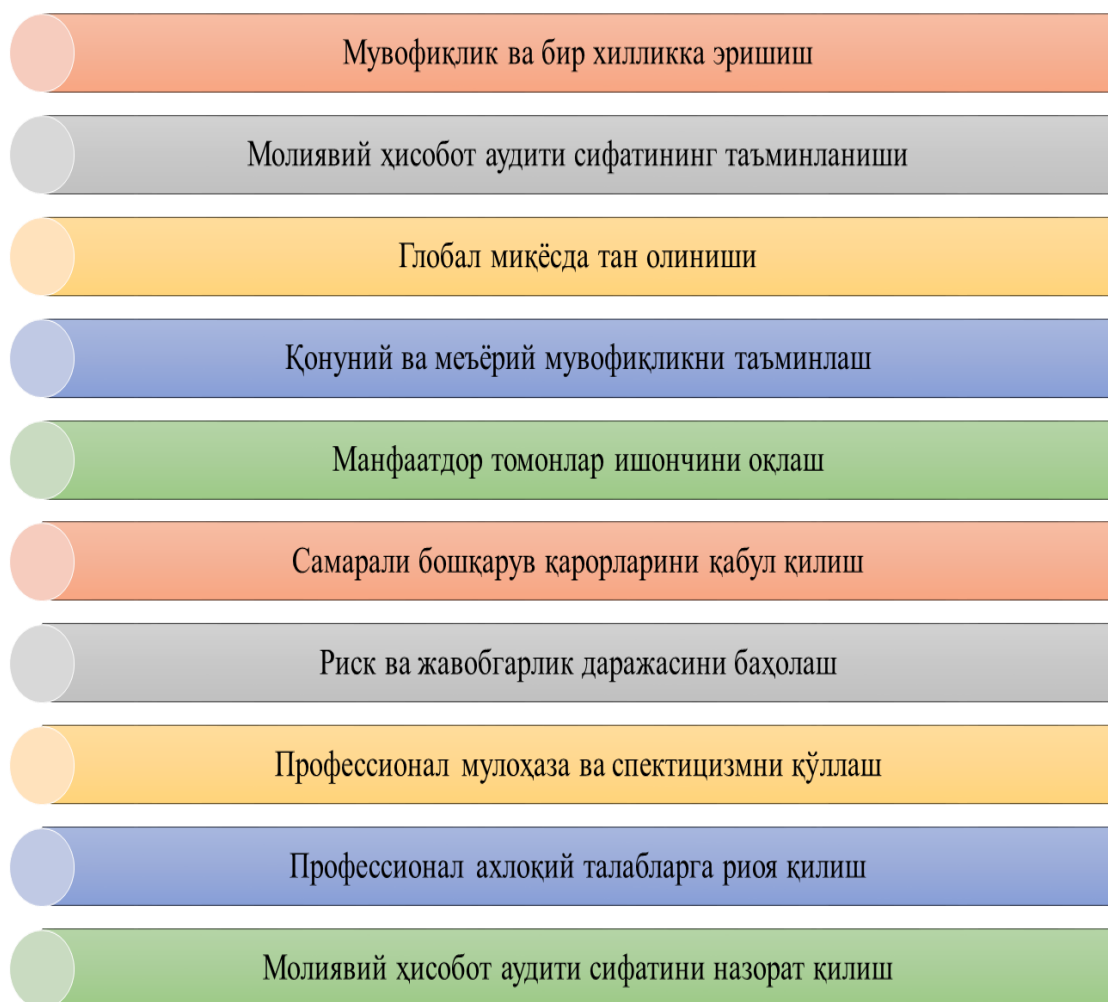 Мувофиқлик ва бир хилликка эришиш
Молиявий ҳисобот аудити сифатининг таъминланиши
Глобал миқёсда тан олиниши
Қонуний ва меъёрий мувофиқликни таъминлаш
Манфаатдор томонлар ишончини оқлаш
Самарали бошқарув қарорларини қабул қилиш
Риск ва жавобгарлик даражасини баҳолаш
Профессионал мулоҳаза ва спектицизмни қўллаш
Профессионал ахлоқий талабларга риоя қилиш
Молиявий ҳисобот аудити сифатини назорат қилиш